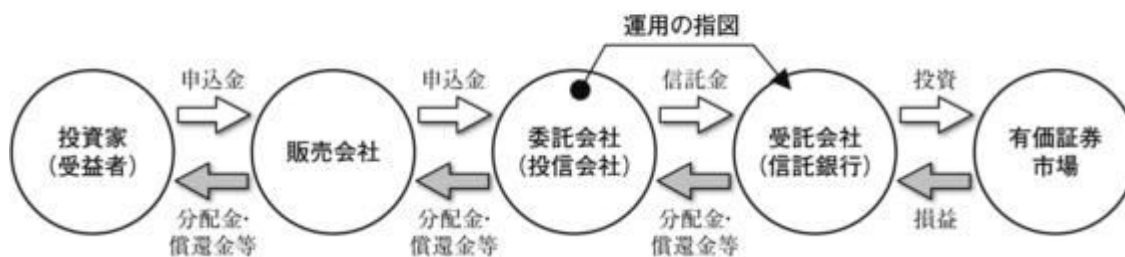 運用の指図
申込金
申込金
信託金
投資
投資家
(受益者)
販売会社
委託会社
(投信会社)
受託会社
(信託銀行)
有価証券
市場
分配金・
償還金等
分配金・
償還金等
分配金・
償還金等
損益